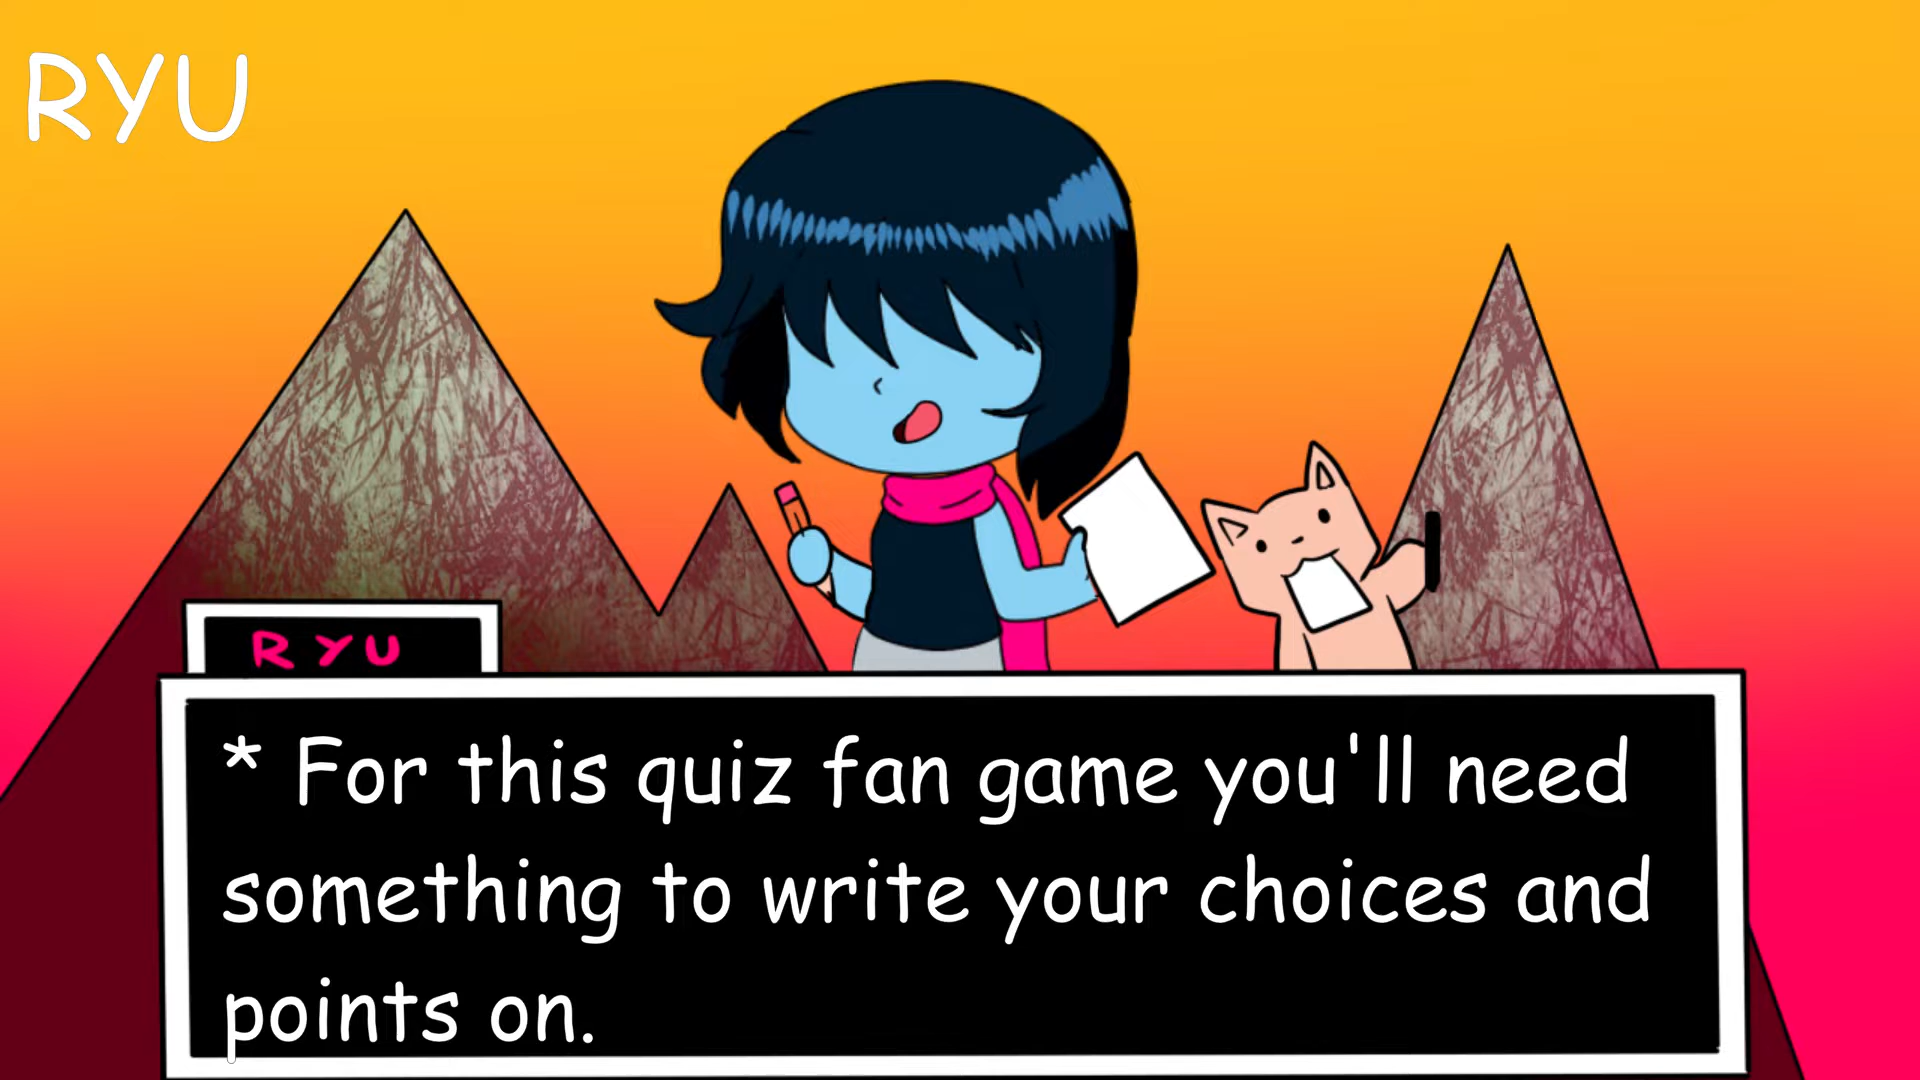 RYU
RYU
* For this quiz fan game you'll need
something to write your choices and
points on.